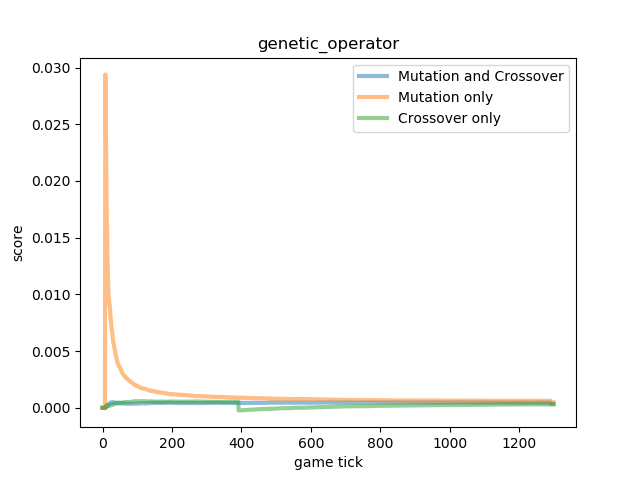 genetic_operator
0.030
0.025
0.020
0.015
0.010
0.005
0.000
score
Mutation and Crossover
Mutation only
Crossover only
0 200 400 600 800 1000 1200
game tick